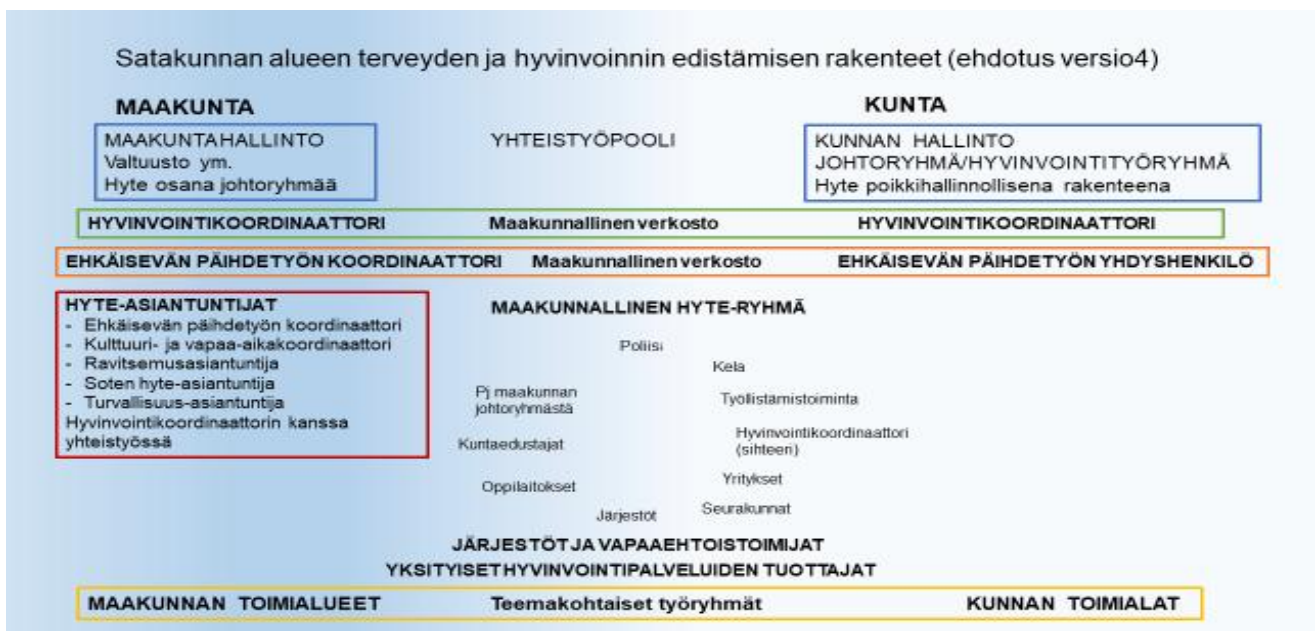 Satakunnan alueen terveyden ja hyvinvoinnin edistämisen rakenteet (ehdotus versio4)
MAAKUNTA
KUNTA
MAAKUNTAHALLINTO
Valtuusto ym.
Hyte osana johtoryhmää
YHTEISTYÖPOOLI
KUNNAN HALLINTO
JOHTORYHMÄ/HYVINVOINTITYÖRYHMÄ
Hyte poikkihallinnollisena rakenteena
HYVINVOINTIKOORDINAATTORI Maakunnallinen verkosto HYVINVOINTIKOORDINAATTORI
EHKÄISEVÄN PÄIHDETYÖN KOORDINAATTORI Maakunnallinen verkosto EHKÄISEVÄN PÄIHDETYÖN YHDYSHENKILÖ
HYTE-ASIANTUNTIJAT
- Ehkäisevän päihdetyön koordinaattori
- Kulttuuri- ja vapaa-aikakoordinaattori
- Ravitsemusasiantuntija
- Soten hyte-asiantuntija
- Turvallisuus-asiantuntija
Hyvinvointikoordinaattorin kanssa
yhteistyössä
MAAKUNNALLINEN HYTE-RYHMÄ
Poliisi
Kela
Pj maakunnan
johtoryhmästä
Työllistämistoiminta
Kuntaedustajat
Hyvinvointikoordinaattori
(sihteeri)
Oppilaitokset
Yritykset
Järjestöt
Seurakunnat
JÄRJESTÖT JA VAPAAEHTOISTOIMIJAT
YKSITYISET HYVINVOINTIPALVELUIDEN TUOTTAJAT
MAAKUNNAN TOIMIALUEET Teemakohtaiset työryhmät KUNNAN TOIMIALAT